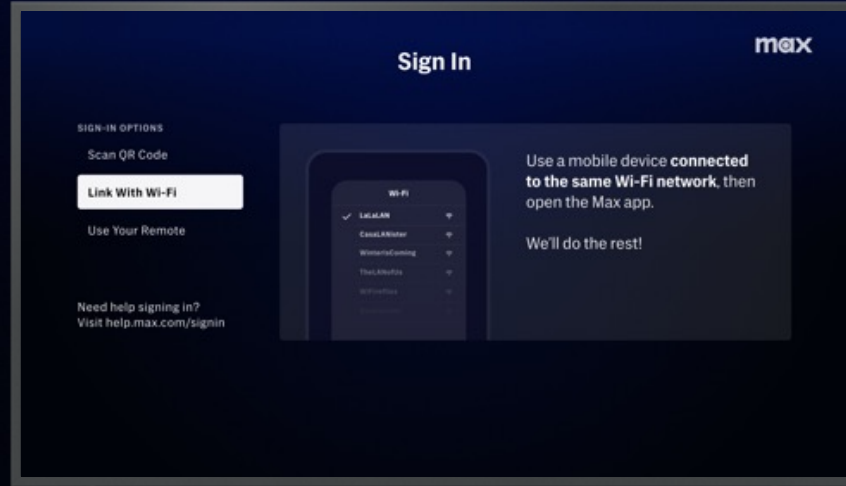 max
Sign In
SIGN-IN OPTIONS
Scan QR Code
Link With Wi-Fi
Use Your Remote
Need help signing in?
Visit help.max.com/signin
Wi-Fi
LaLaLAN
CasaLANister
WinterIsComing
TheLANofUs
Use a mobile device connected
to the same Wi-Fi network, then
open the Max app.
We'll do the rest!